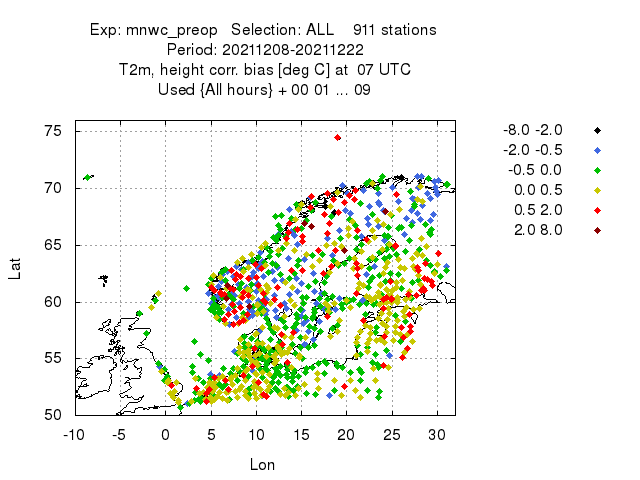 Exp: mnwc_preop   Selection: ALL    911 stations
Period: 20211208-20211222
T2m, height corr. bias [deg C] at  07 UTC
Used {All hours} + 00 01 ... 09
-8.0 -2.0
-2.0 -0.5
-0.5 0.0
0.0 0.5
0.5 2.0
2.0 8.0
75
70
65
60
55
50
Lat
-10 -5 0 5 10 15 20 25 30
Lon